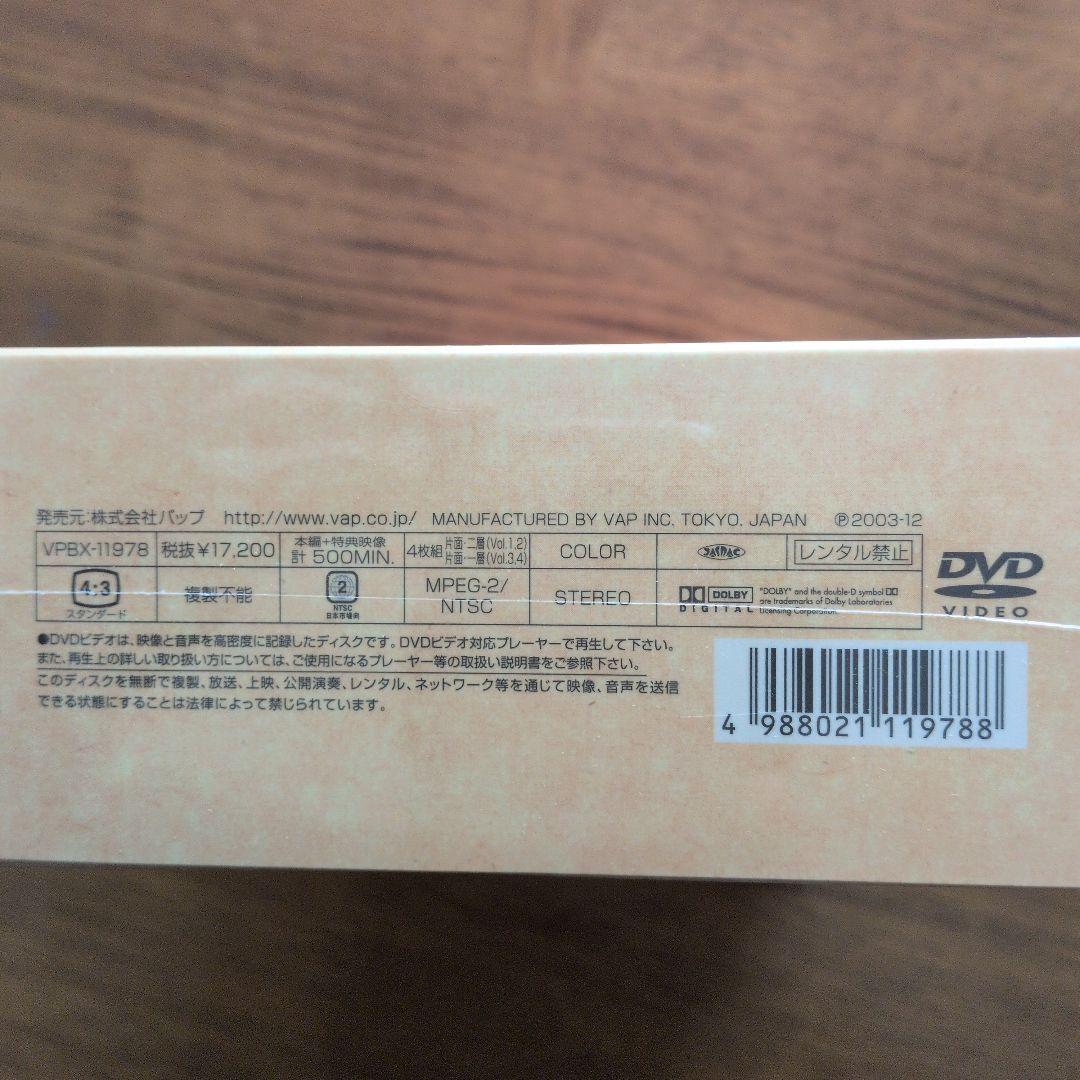 発売元:株式会社バップ http://www.vap.co.jp/ MANUFACTURED BY VAP INC. TOKYO. JAPAN Ⓟ2003-12
VPBX-11978 税抜¥17,200 本編+特典映像 計 500MIN. 4枚組 片面・二層(Vol.1,2) 片面・一層(Vol.3,4) COLOR JASRAC レンタル禁止
4:3 スタンダード 複製不能 2 NTSC 日本市場向 MPEG-2/ NTSC STEREO DOLBY DIGITAL "DOLBY" and the double-D symbol are trademarks of Dolby Laboratories Licensing Corporation.
DVD VIDEO
●DVDビデオは、映像と音声を高密度に記録したディスクです。DVDビデオ対応プレーヤーで再生して下さい。
また、再生上の詳しい取り扱い方については、ご使用になるプレーヤー等の取扱い説明書をご参照下さい。
このディスクを無断で複製、放送、上映、公開演奏、レンタル、ネットワーク等を通じて映像、音声を送信
できる状態にすることは法律によって禁じられています。
4 988021 119788